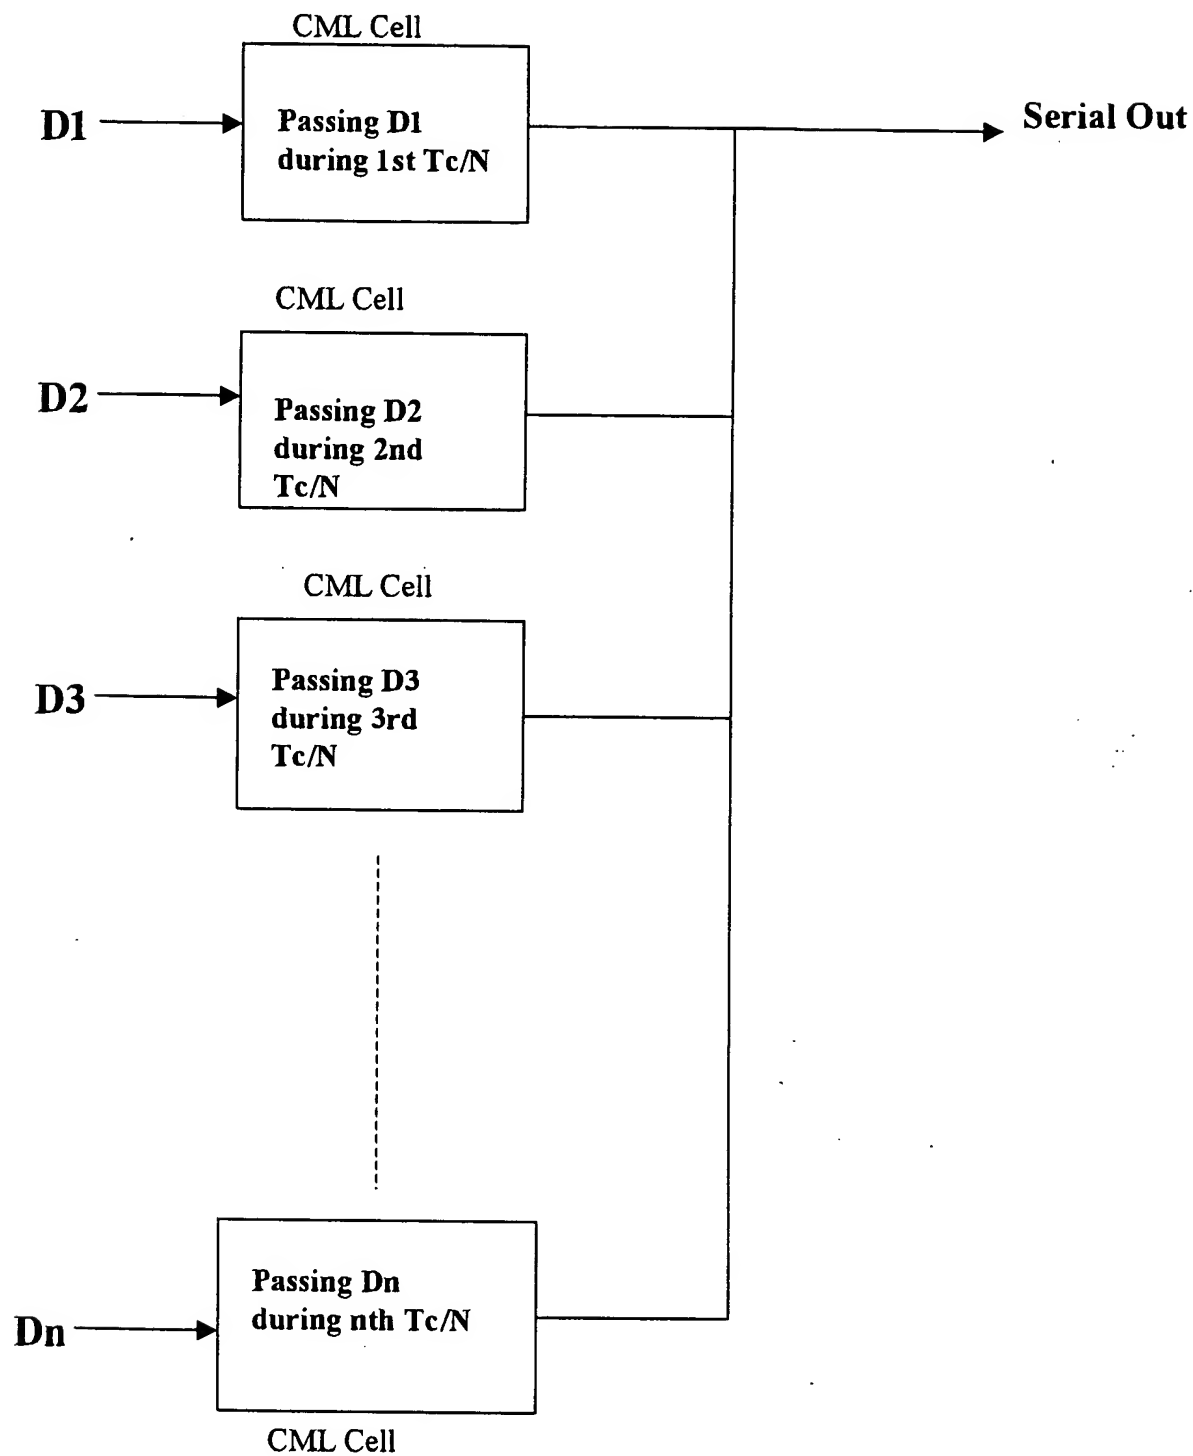 CML Cell
D1
Passing D1
during 1st Tc/N
Serial Out
CML Cell
D2
Passing D2
during 2nd
Tc/N
CML Cell
D3
Passing D3
during 3rd
Tc/N
Dn
Passing Dn
during nth Tc/N
CML Cell